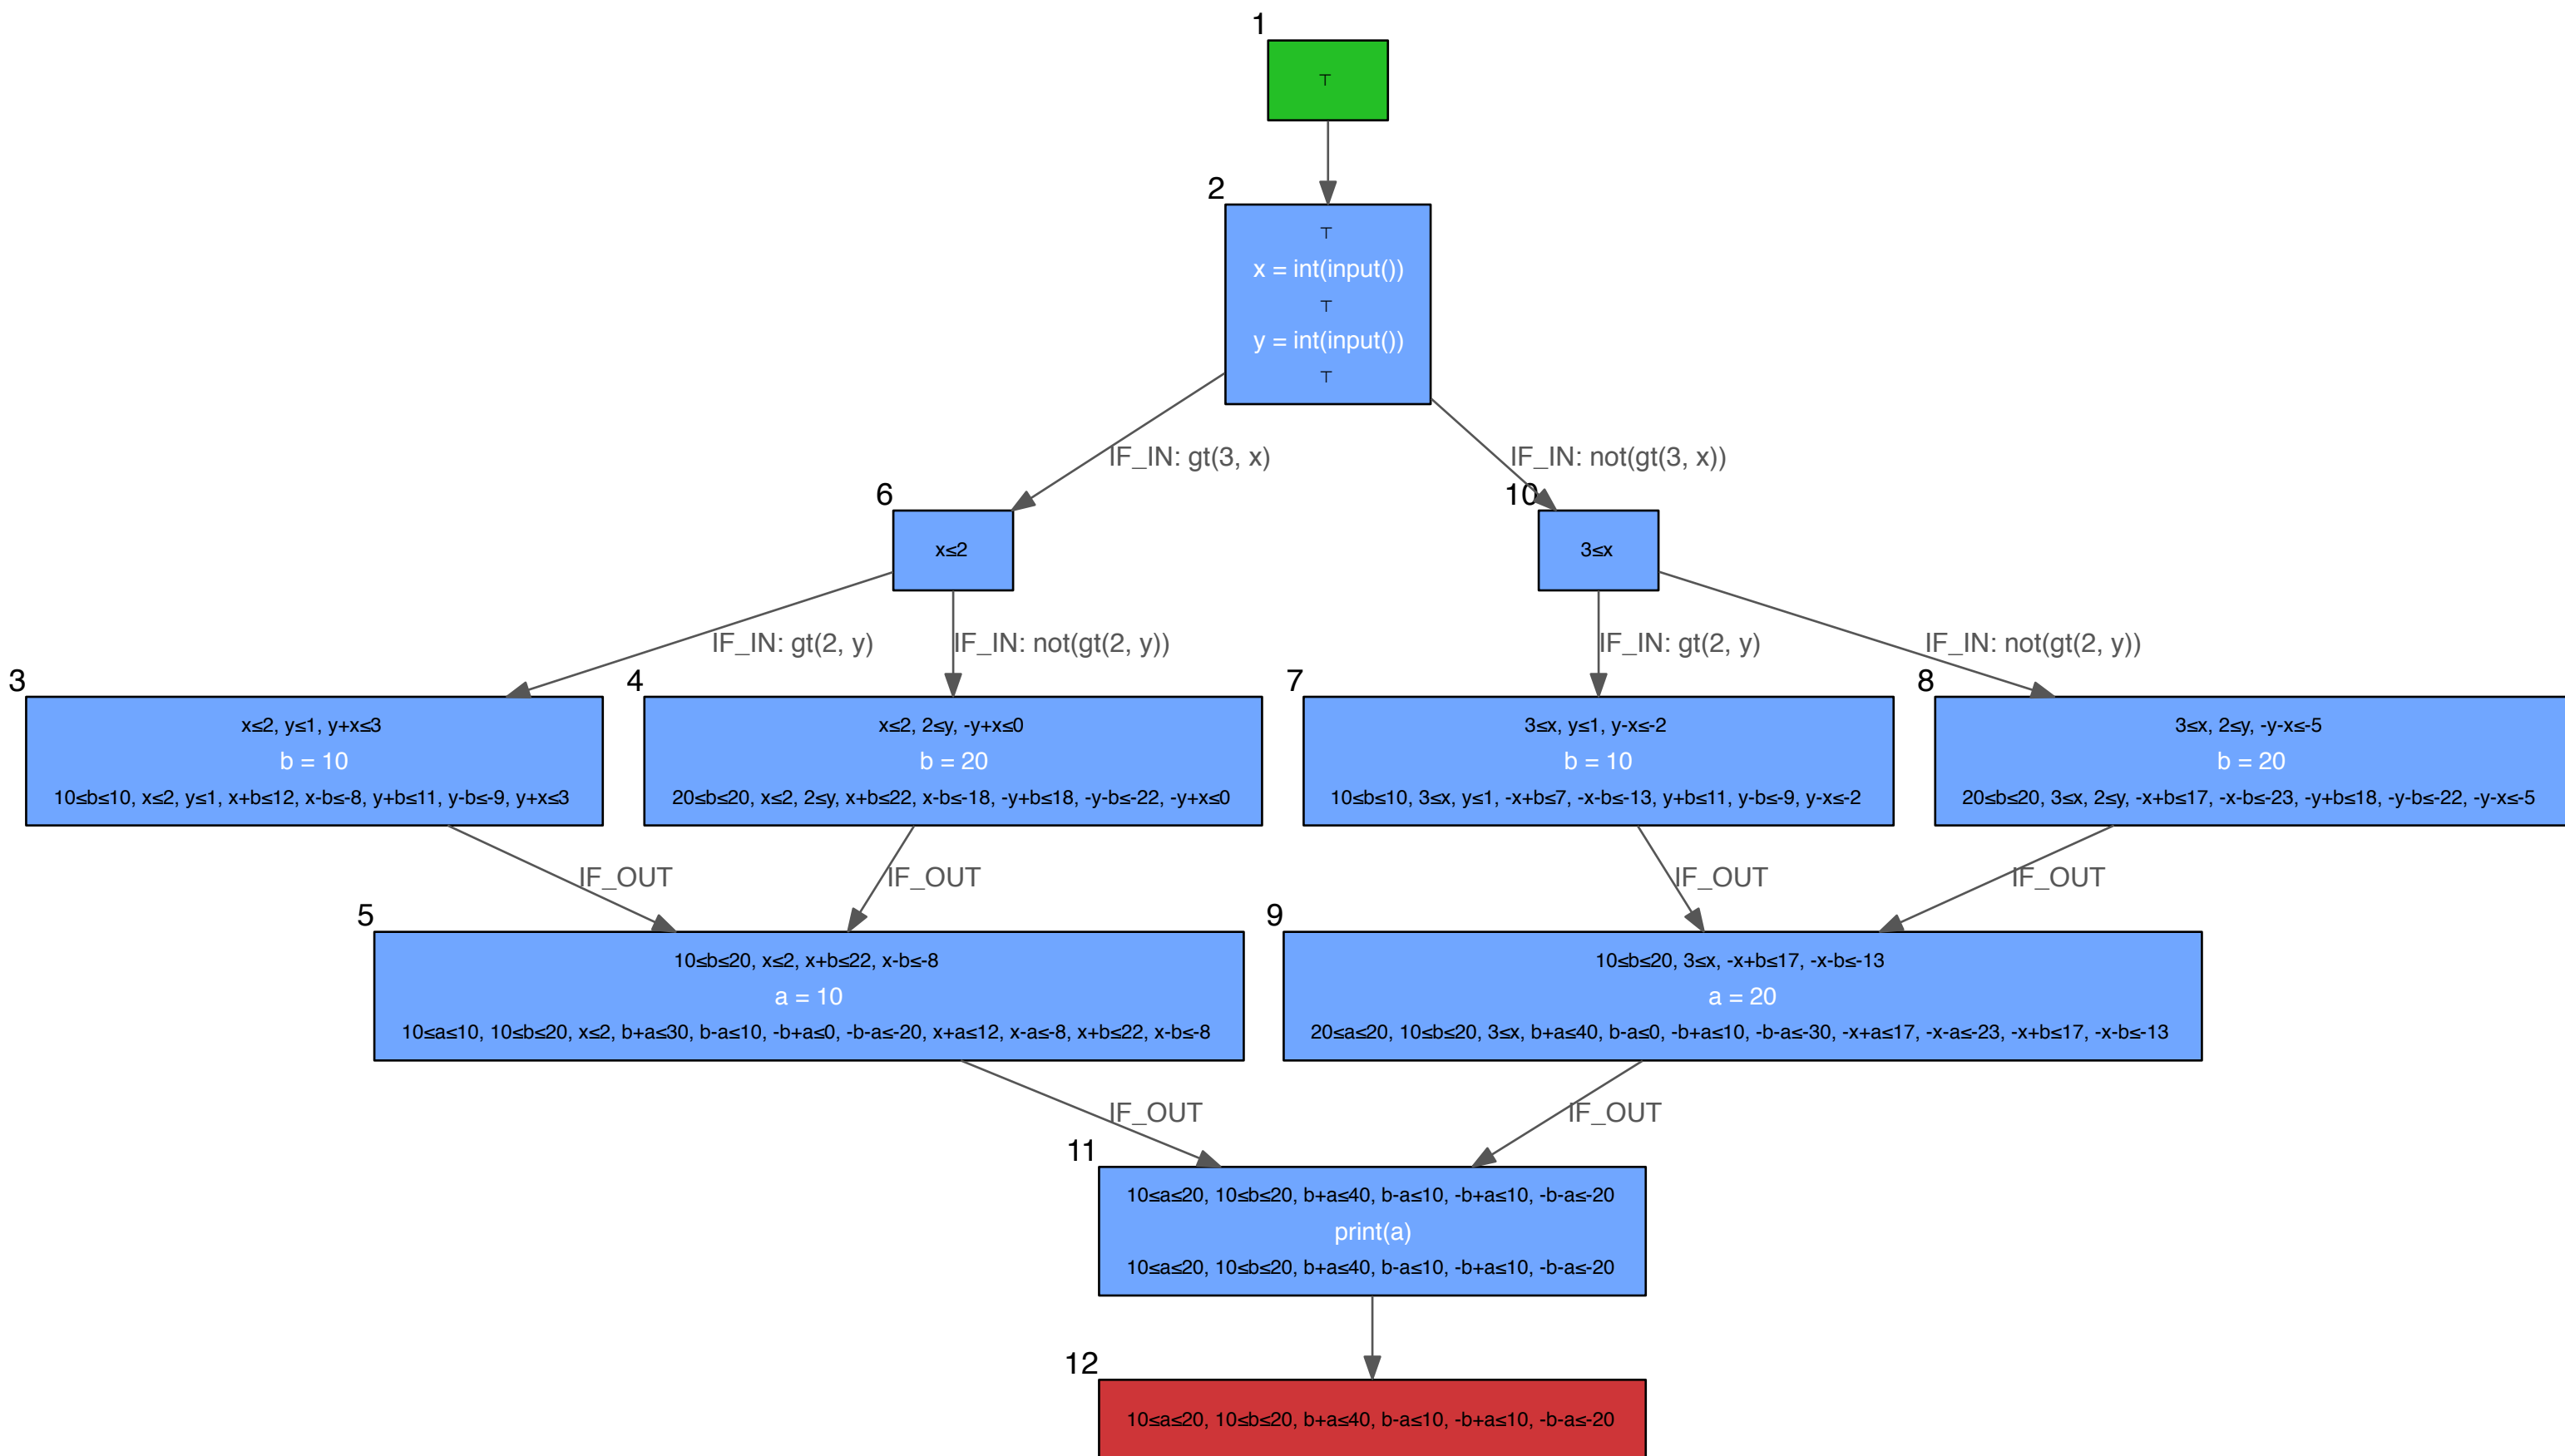 1
⊤
2
⊤
x = int(input())
⊤
y = int(input())
⊤
IF_IN: gt(3, x)
IF_IN: not(gt(3, x))
6
x≤2
10
3≤x
IF_IN: gt(2, y)
IF_IN: not(gt(2, y))
IF_IN: gt(2, y)
IF_IN: not(gt(2, y))
3
x≤2, y≤1, y+x≤3
b = 10
10≤b≤10, x≤2, y≤1, x+b≤12, x-b≤-8, y+b≤11, y-b≤-9, y+x≤3
4
x≤2, 2≤y, -y+x≤0
b = 20
20≤b≤20, x≤2, 2≤y, x+b≤22, x-b≤-18, -y+b≤18, -y-b≤-22, -y+x≤0
7
3≤x, y≤1, y-x≤-2
b = 10
10≤b≤10, 3≤x, y≤1, -x+b≤7, -x-b≤-13, y+b≤11, y-b≤-9, y-x≤-2
8
3≤x, 2≤y, -y-x≤-5
b = 20
20≤b≤20, 3≤x, 2≤y, -x+b≤17, -x-b≤-23, -y+b≤18, -y-b≤-22, -y-x≤-5
IF_OUT
IF_OUT
IF_OUT
IF_OUT
5
10≤b≤20, x≤2, x+b≤22, x-b≤-8
a = 10
10≤a≤10, 10≤b≤20, x≤2, b+a≤30, b-a≤10, -b+a≤0, -b-a≤-20, x+a≤12, x-a≤-8, x+b≤22, x-b≤-8
9
10≤b≤20, 3≤x, -x+b≤17, -x-b≤-13
a = 20
20≤a≤20, 10≤b≤20, 3≤x, b+a≤40, b-a≤0, -b+a≤10, -b-a≤-30, -x+a≤17, -x-a≤-23, -x+b≤17, -x-b≤-13
IF_OUT
IF_OUT
11
10≤a≤20, 10≤b≤20, b+a≤40, b-a≤10, -b+a≤10, -b-a≤-20
print(a)
10≤a≤20, 10≤b≤20, b+a≤40, b-a≤10, -b+a≤10, -b-a≤-20
12
10≤a≤20, 10≤b≤20, b+a≤40, b-a≤10, -b+a≤10, -b-a≤-20